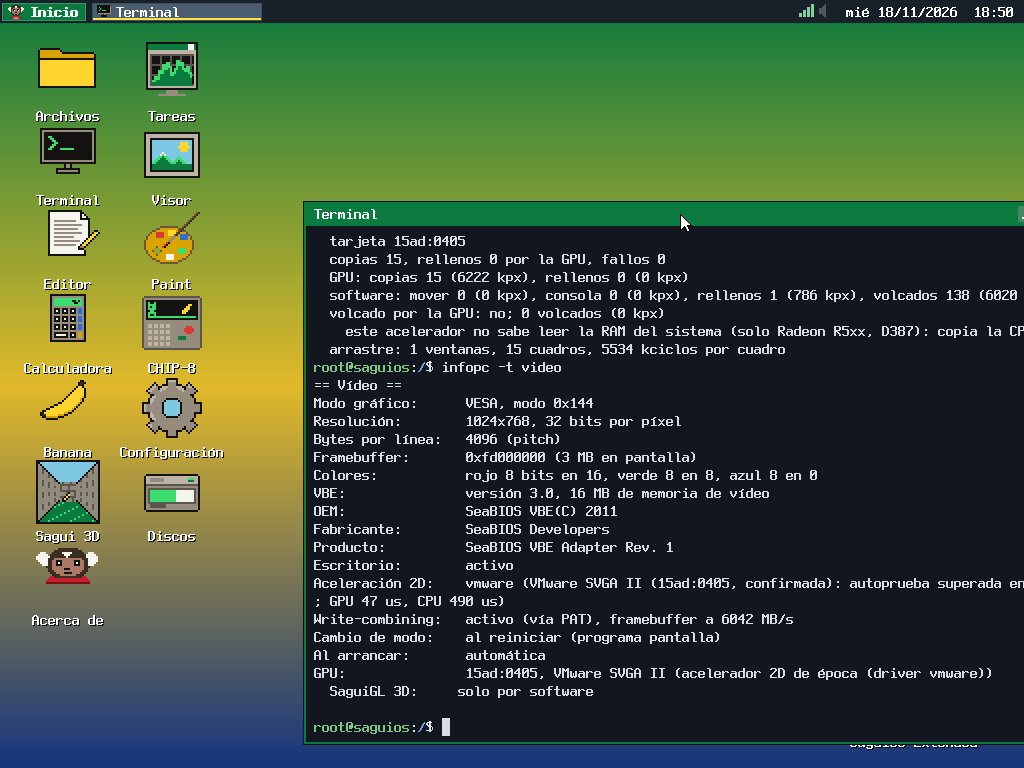 Inicio
Terminal
mié 18/11/2026 18:50
Archivos
Tareas
Terminal
Visor
Editor
Paint
Calculadora
CHIP-8
Banana
Configuración
Sagui 3D
Discos
Acerca de
Terminal
tarjeta 15ad:0405
copias 15, rellenos 0 por la GPU, fallos 0
GPU: copias 15 (6222 kpx), rellenos 0 (0 kpx)
software: mover 0 (0 kpx), consola 0 (0 kpx), rellenos 1 (786 kpx), volcados 138 (6020
volcado por la GPU: no; 0 volcados (0 kpx)
este acelerador no sabe leer la RAM del sistema (solo Radeon R5xx, D387): copia la CP
arrastre: 1 ventanas, 15 cuadros, 5534 kciclos por cuadro
root@saguios:/$ infopc -t video
== Vídeo ==
Modo gráfico: VESA, modo 0x144
Resolución: 1024x768, 32 bits por píxel
Bytes por línea: 4096 (pitch)
Framebuffer: 0xfd000000 (3 MB en pantalla)
Colores: rojo 8 bits en 16, verde 8 en 8, azul 8 en 0
VBE: versión 3.0, 16 MB de memoria de vídeo
OEM: SeaBIOS VBE(C) 2011
Fabricante: SeaBIOS Developers
Producto: SeaBIOS VBE Adapter Rev. 1
Escritorio: activo
Aceleración 2D: vmware (VMware SVGA II (15ad:0405, confirmada): autoprueba superada en
; GPU 47 us, CPU 490 us)
Write-combining: activo (vía PAT), framebuffer a 6042 MB/s
Cambio de modo: al reiniciar (programa pantalla)
Al arrancar: automática
GPU: 15ad:0405, VMware SVGA II (acelerador 2D de época (driver vmware))
SaguiGL 3D: solo por software
root@saguios:/$